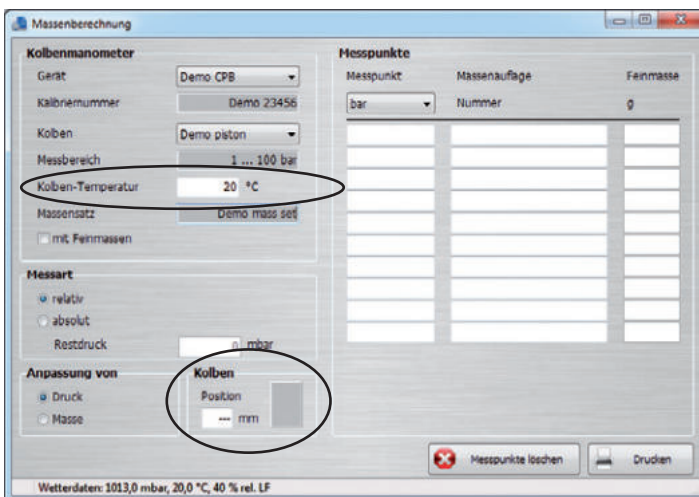 Massenberechnung
Kolbenmanometer
Gerät Demo CPB
Kalibriernummer Demo 23456
Kolben Demo piston
Messbereich 1 ... 100 bar
Kolben-Temperatur 20 °C
Massensatz Demo mass set
mit Feinmassen
Messart
relativ
absolut
Restdruck 0 mbar
Anpassung von
Druck
Masse
Kolben
Position
--- mm
Messpunkte
Messpunkt Massenauflage Feinmasse
bar Nummer g
Messpunkte löschen Drucken
Wetterdaten: 1013,0 mbar, 20,0 °C, 40 % rel. LF